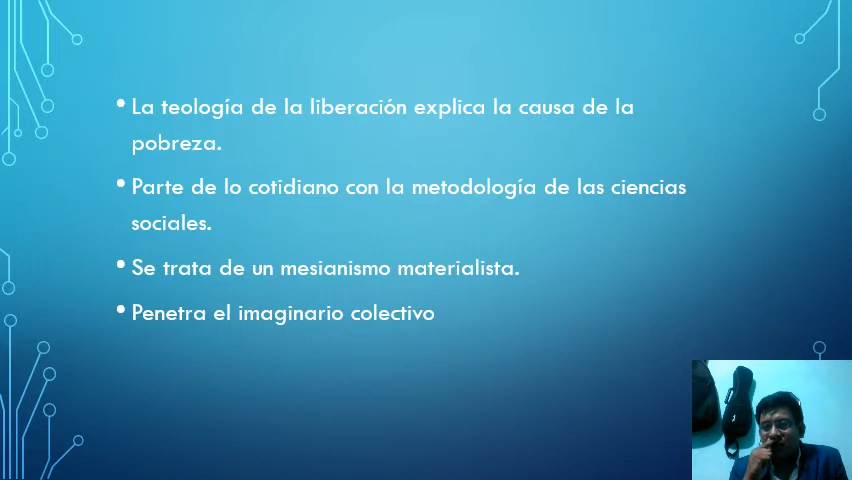 • La teología de la liberación explica la causa de la
pobreza.
• Parte de lo cotidiano con la metodología de las ciencias
sociales.
• Se trata de un mesianismo materialista.
• Penetra el imaginario colectivo